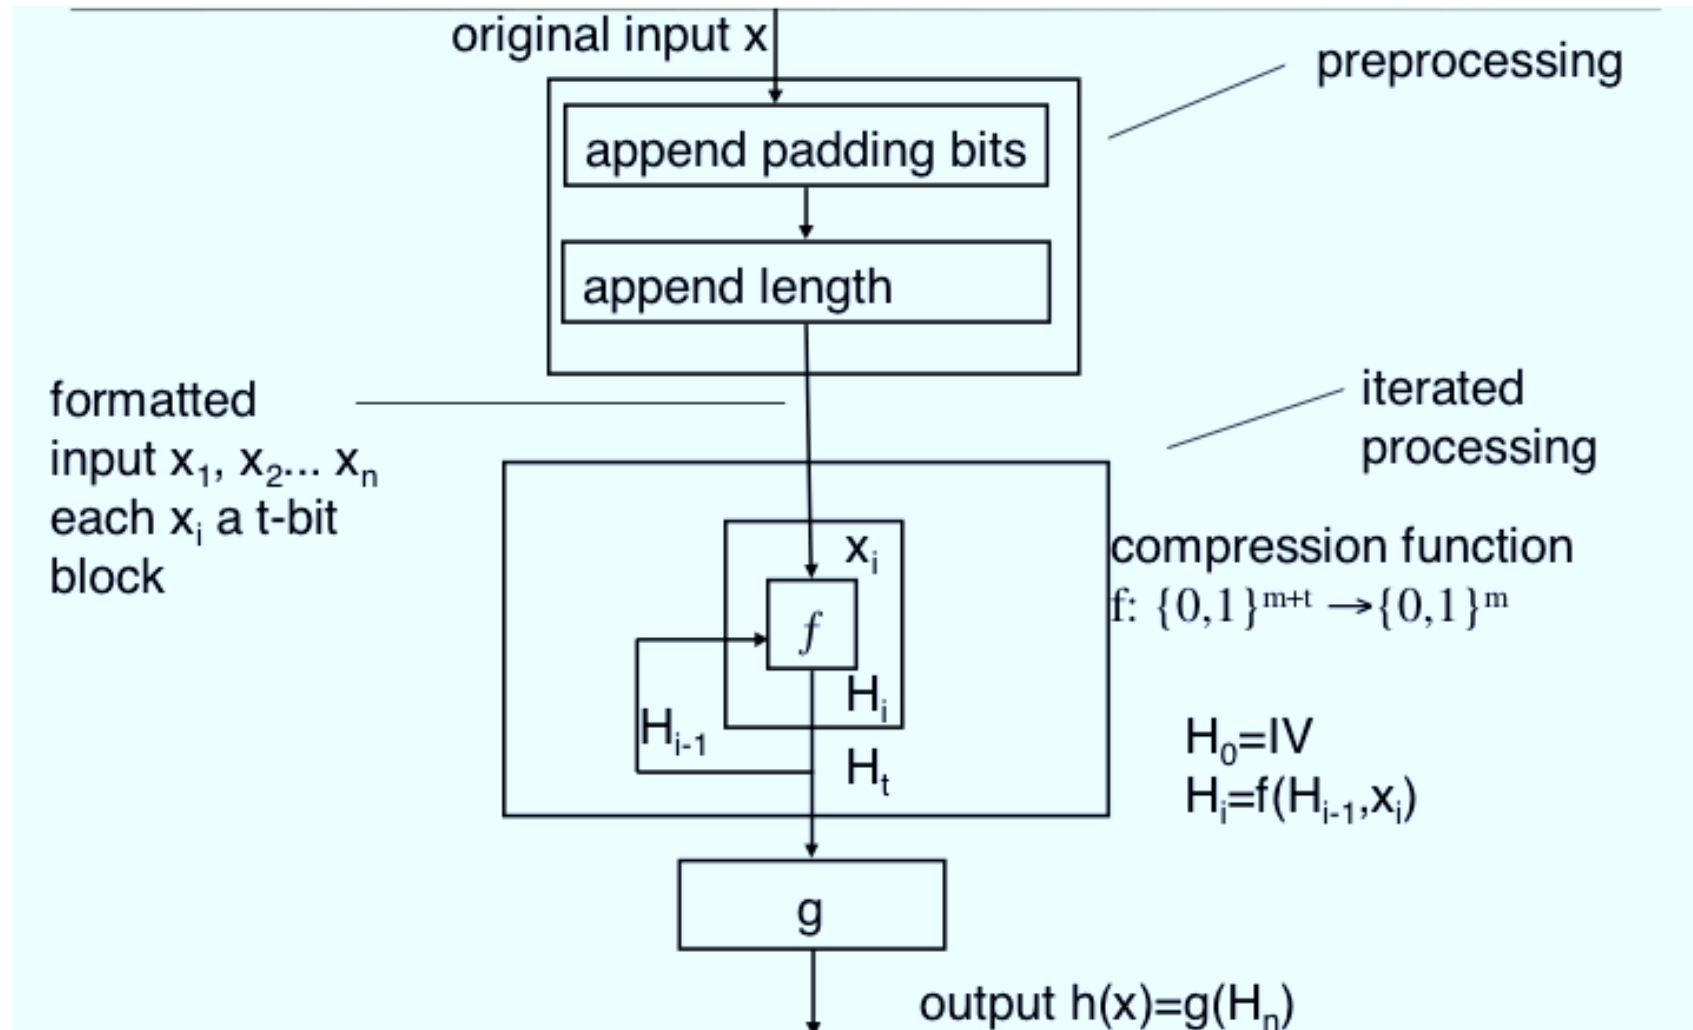 original input x
preprocessing
append padding bits
append length
formatted
input x₁, x₂... xₙ
each xᵢ a t-bit
block
iterated
processing
xᵢ
compression function
f: {0,1}ᵐ⁺ᵗ →{0,1}ᵐ
f
Hᵢ
Hᵢ₋₁
Hₜ
H₀=IV
Hᵢ=f(Hᵢ₋₁,xᵢ)
g
output h(x)=g(Hₙ)